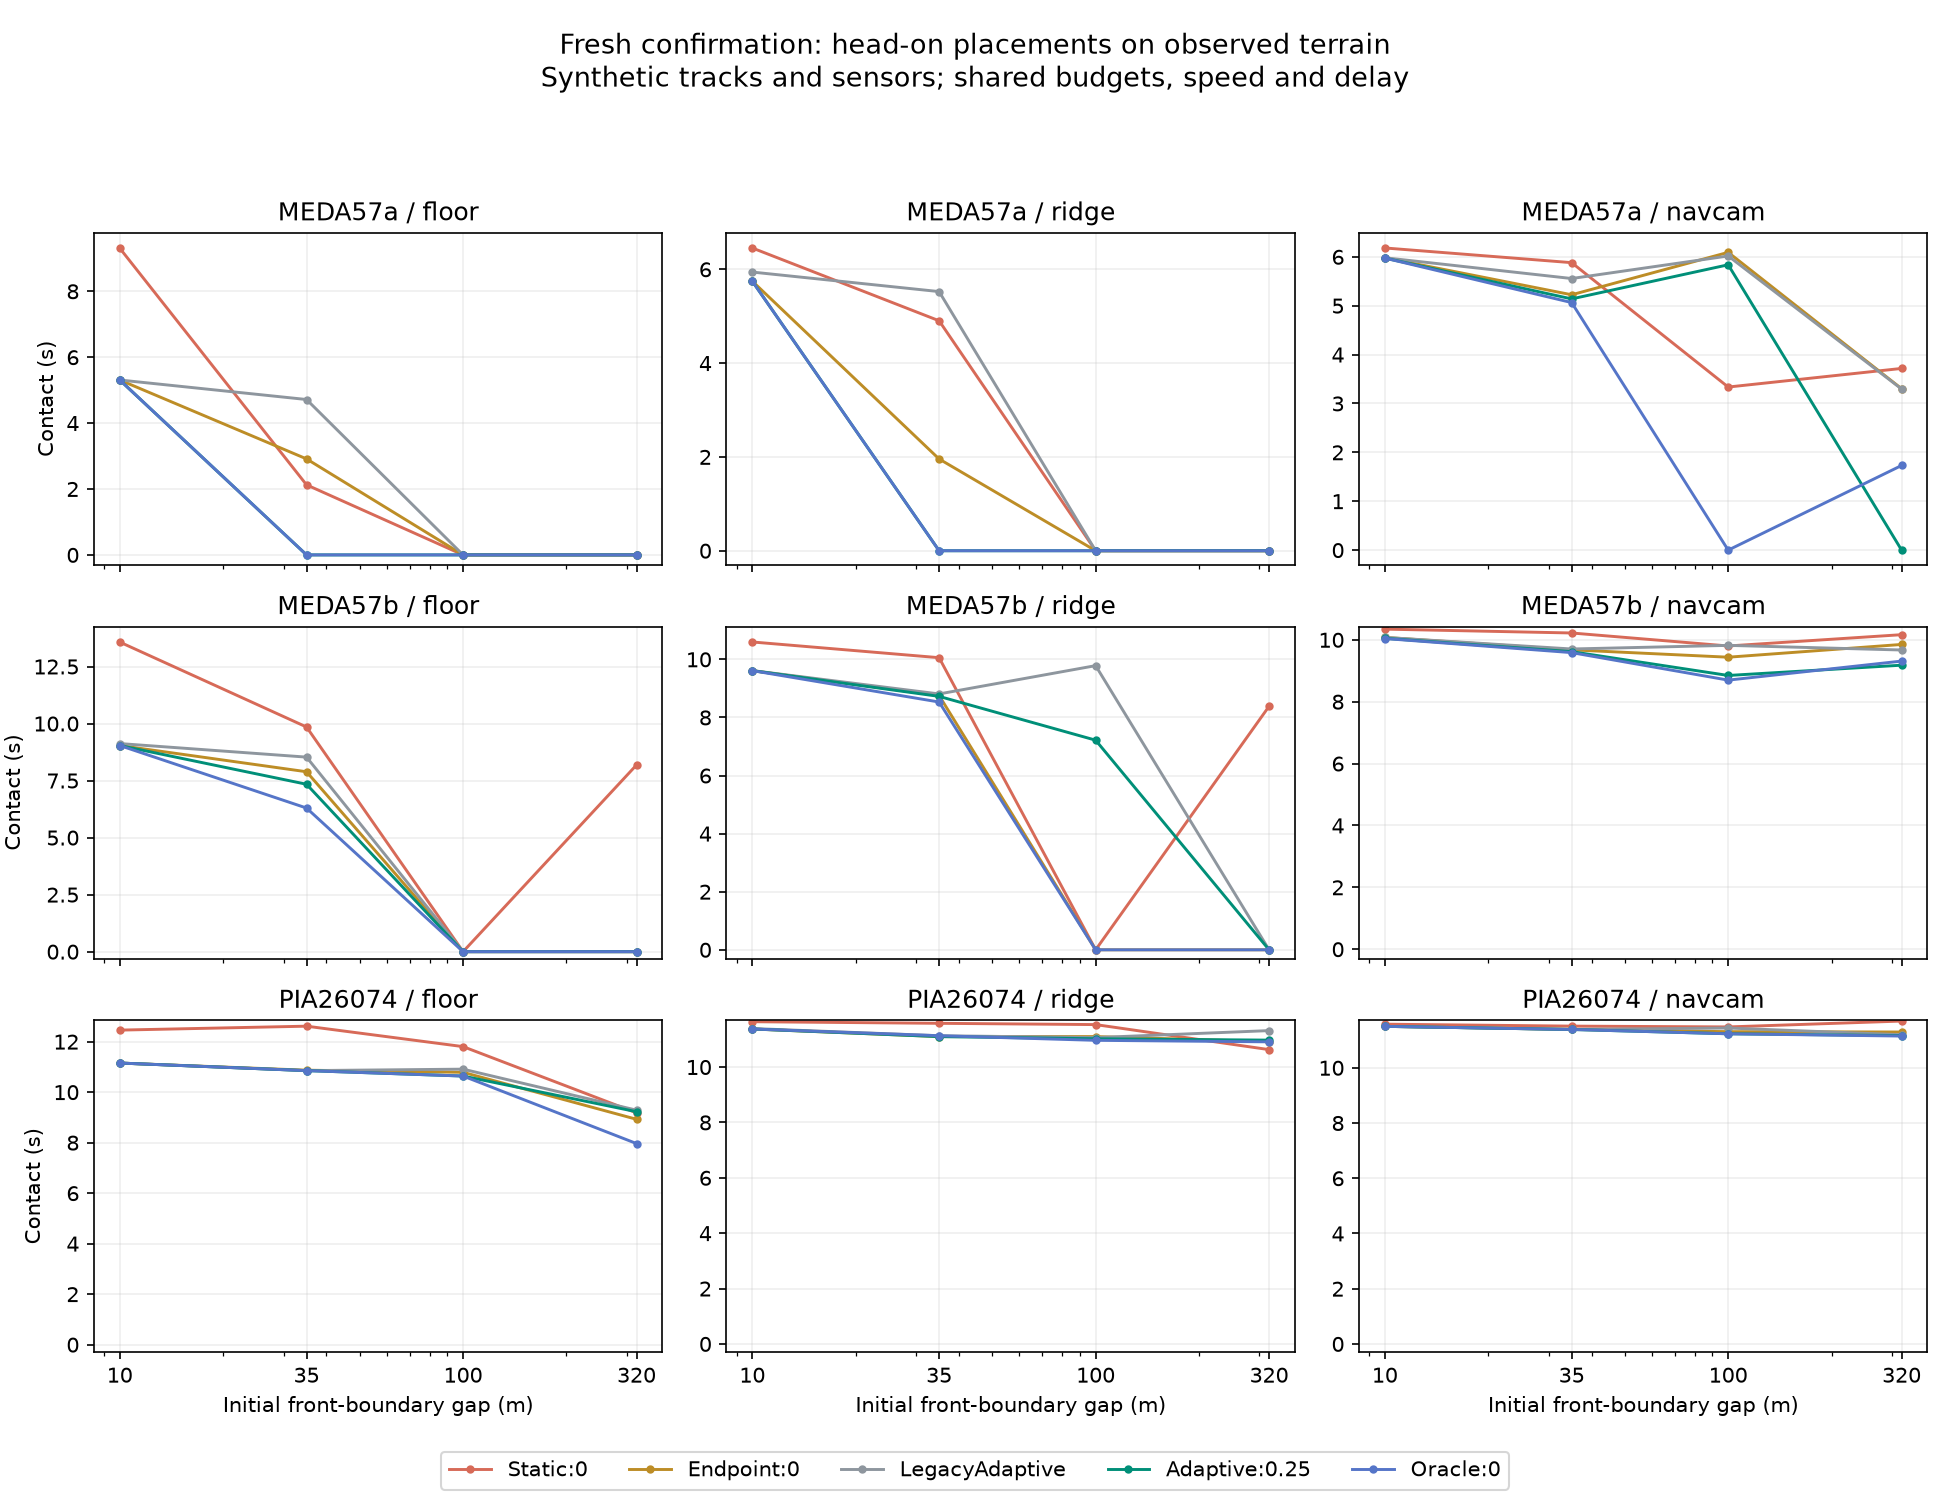 Fresh confirmation: head-on placements on observed terrain
Synthetic tracks and sensors; shared budgets, speed and delay
MEDA57a / floor
MEDA57a / ridge
MEDA57a / navcam
Contact (s)
8
6
4
2
0
6
4
2
0
6
5
4
3
2
1
0
MEDA57b / floor
MEDA57b / ridge
MEDA57b / navcam
Contact (s)
12.5
10.0
7.5
5.0
2.5
0.0
10
8
6
4
2
0
10
8
6
4
2
0
PIA26074 / floor
PIA26074 / ridge
PIA26074 / navcam
Contact (s)
12
10
8
6
4
2
0
10
8
6
4
2
0
10
8
6
4
2
0
10 35 100 320
10 35 100 320
10 35 100 320
Initial front-boundary gap (m)
Initial front-boundary gap (m)
Initial front-boundary gap (m)
Static:0 Endpoint:0 LegacyAdaptive Adaptive:0.25 Oracle:0